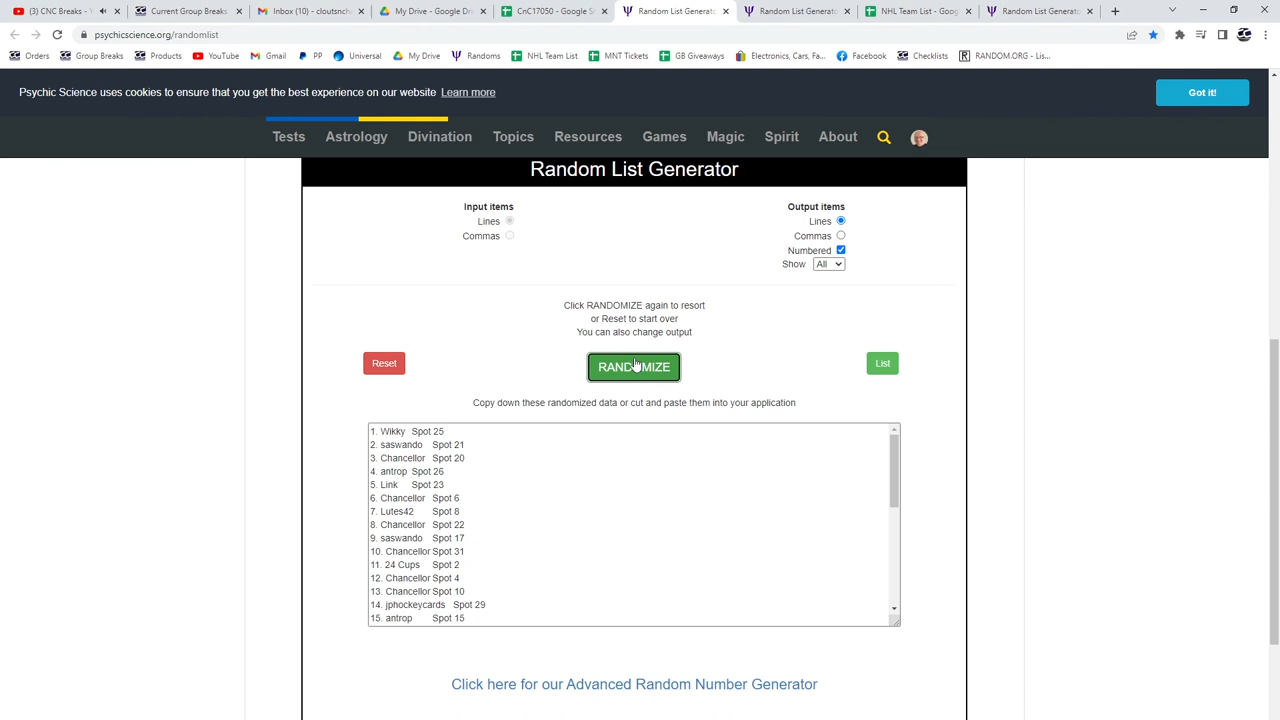 (3) CNC Breaks - Y
Current Group Breaks
Inbox (10) - cloutsnch
My Drive - Google Dri
CnC17050 - Google Sh
Random List Generato
Random List Generato
NHL Team List - Goog
Random List Generato
psychicscience.org/randomlist
Orders
Group Breaks
Products
YouTube
Gmail
PP
Universal
My Drive
Randoms
NHL Team List
MNT Tickets
GB Giveaways
Electronics, Cars, Fa...
Facebook
Checklists
RANDOM.ORG - Lis...
Psychic Science uses cookies to ensure that you get the best experience on our website Learn more
Got it!
Tests Astrology Divination Topics Resources Games Magic Spirit About
Random List Generator
Input items
Lines
Commas
Output items
Lines
Commas
Numbered
Show All
Click RANDOMIZE again to resort
or Reset to start over
You can also change output
Reset
RANDOMIZE
List
Copy down these randomized data or cut and paste them into your application
1. Wikky Spot 25
2. saswando Spot 21
3. Chancellor Spot 20
4. antrop Spot 26
5. Link Spot 23
6. Chancellor Spot 6
7. Lutes42 Spot 8
8. Chancellor Spot 22
9. saswando Spot 17
10. Chancellor Spot 31
11. 24 Cups Spot 2
12. Chancellor Spot 4
13. Chancellor Spot 10
14. jphockeycards Spot 29
15. antrop Spot 15
Click here for our Advanced Random Number Generator